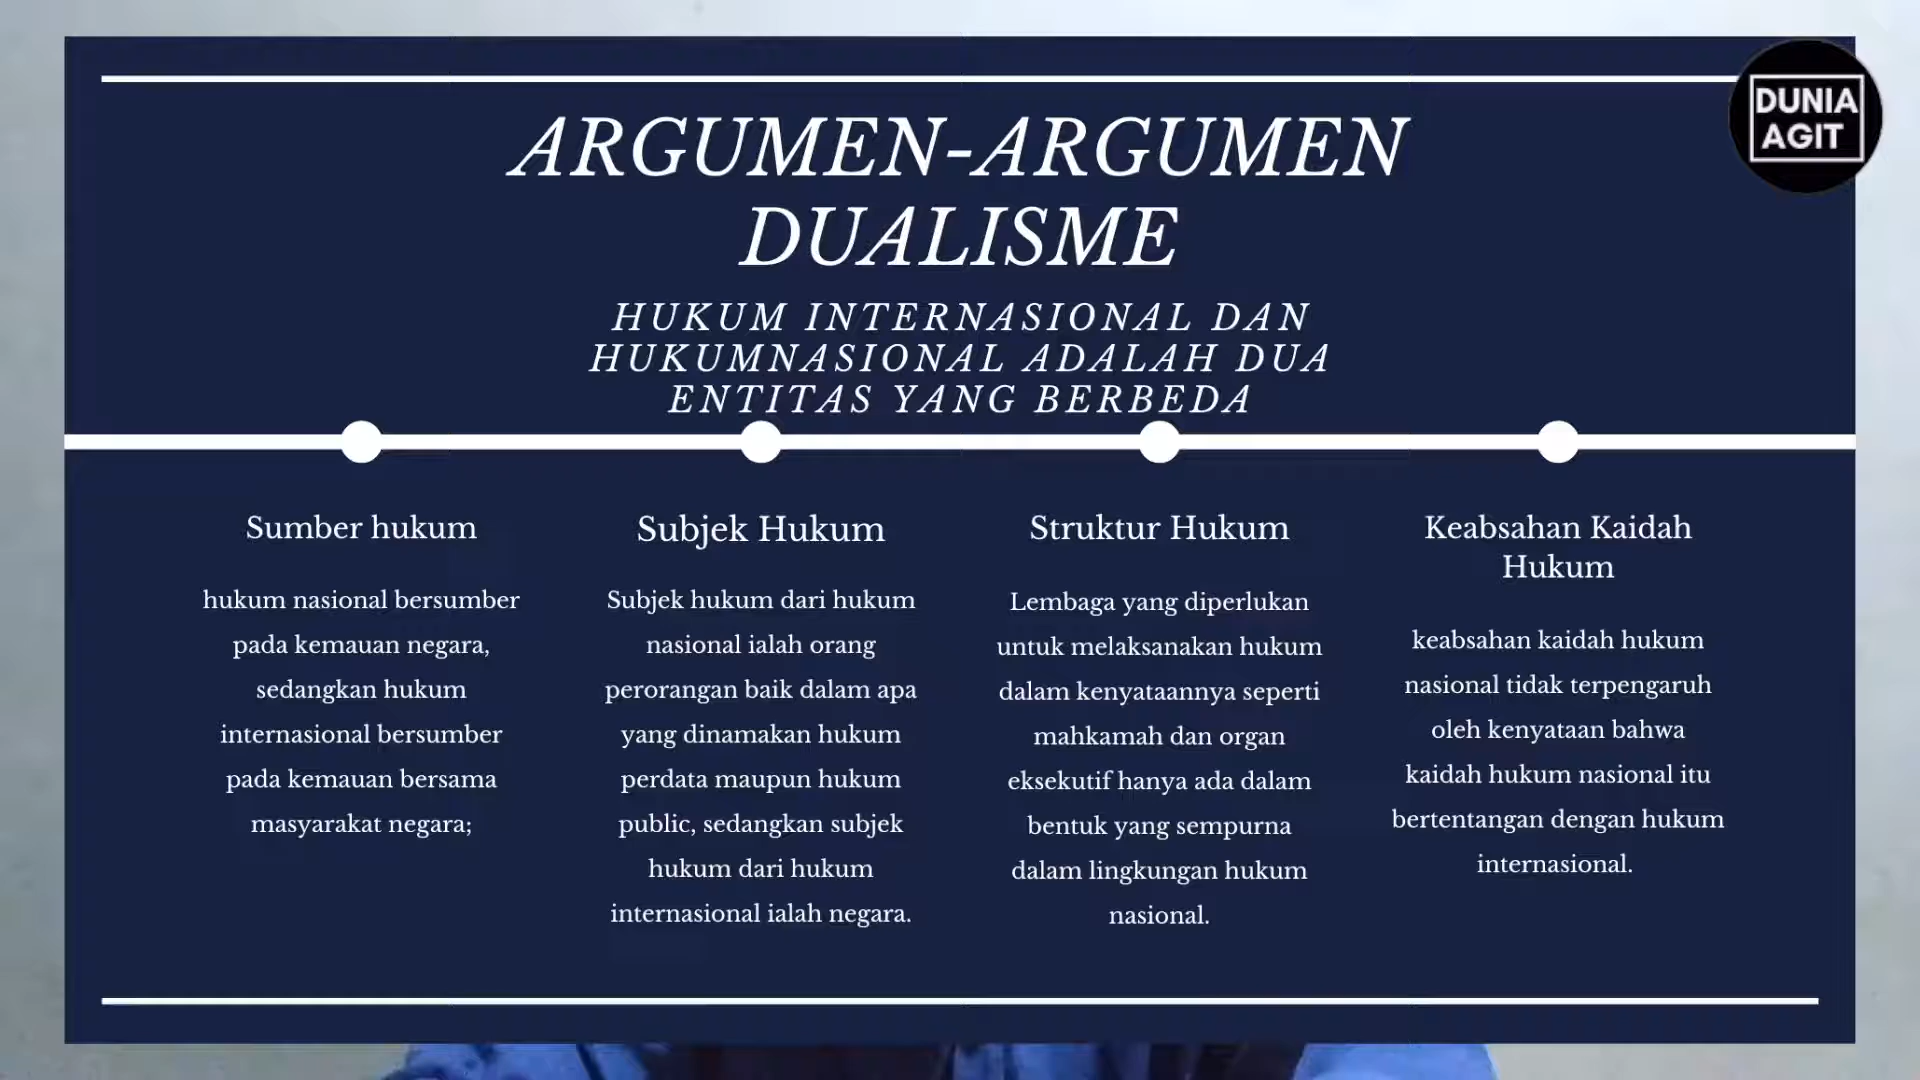 DUNIA
AGIT
ARGUMEN-ARGUMEN
DUALISME
HUKUM INTERNASIONAL DAN
HUKUMNASIONAL ADALAH DUA
ENTITAS YANG BERBEDA
Sumber hukum
hukum nasional bersumber
pada kemauan negara,
sedangkan hukum
internasional bersumber
pada kemauan bersama
masyarakat negara;
Subjek Hukum
Subjek hukum dari hukum
nasional ialah orang
perorangan baik dalam apa
yang dinamakan hukum
perdata maupun hukum
public, sedangkan subjek
hukum dari hukum
internasional ialah negara.
Struktur Hukum
Lembaga yang diperlukan
untuk melaksanakan hukum
dalam kenyataannya seperti
mahkamah dan organ
eksekutif hanya ada dalam
bentuk yang sempurna
dalam lingkungan hukum
nasional.
Keabsahan Kaidah
Hukum
keabsahan kaidah hukum
nasional tidak terpengaruh
oleh kenyataan bahwa
kaidah hukum nasional itu
bertentangan dengan hukum
internasional.